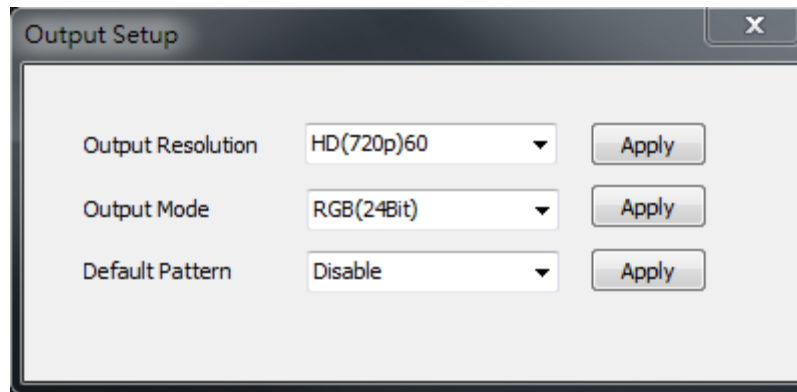 Output Setup
Output Resolution HD(720p)60 Apply
Output Mode RGB(24Bit) Apply
Default Pattern Disable Apply